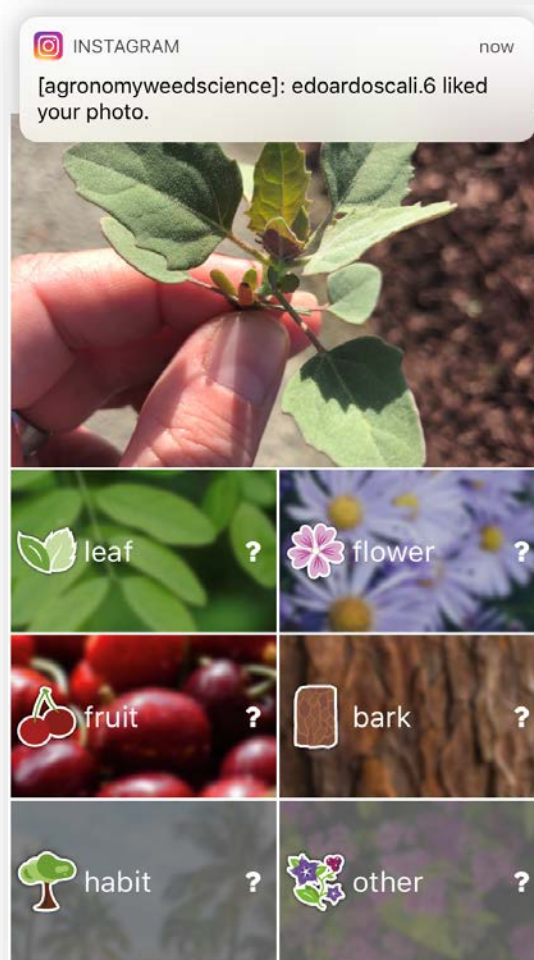 INSTAGRAM now
[agronomyweedscience]: edoardoscali.6 liked
your photo.
leaf ?
flower ?
fruit ?
bark ?
habit ?
other ?